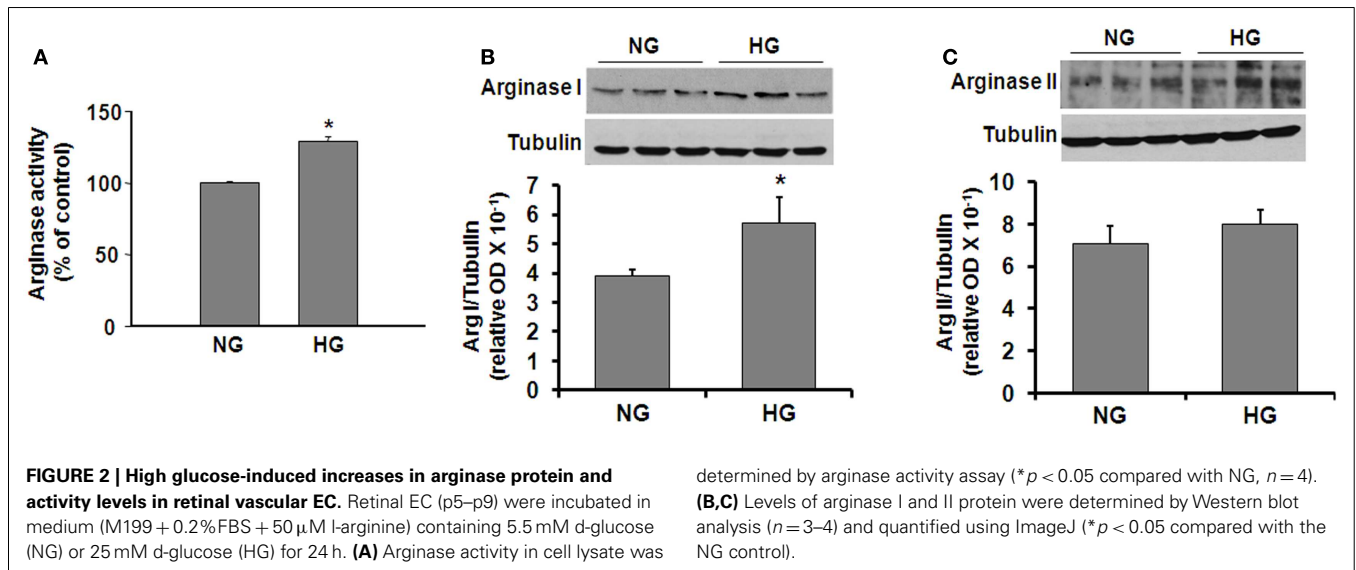 A
Arginase activity
(% of control)
150
100
50
0
*
NG HG
B
NG HG
Arginase I
Tubulin
Arg I/Tubulin
(relative OD X 10⁻¹)
7
6
5
4
3
2
1
0
*
NG HG
C
NG HG
Arginase II
Tubulin
Arg II/Tubulin
(relative OD X 10⁻¹)
10
8
6
4
2
0
NG HG
FIGURE 2 | High glucose-induced increases in arginase protein and
activity levels in retinal vascular EC. Retinal EC (p5–p9) were incubated in
medium (M199 + 0.2% FBS + 50 μM l-arginine) containing 5.5 mM d-glucose
(NG) or 25 mM d-glucose (HG) for 24 h. (A) Arginase activity in cell lysate was
determined by arginase activity assay (*p < 0.05 compared with NG, n = 4).
(B,C) Levels of arginase I and II protein were determined by Western blot
analysis (n = 3–4) and quantified using ImageJ (*p < 0.05 compared with the
NG control).